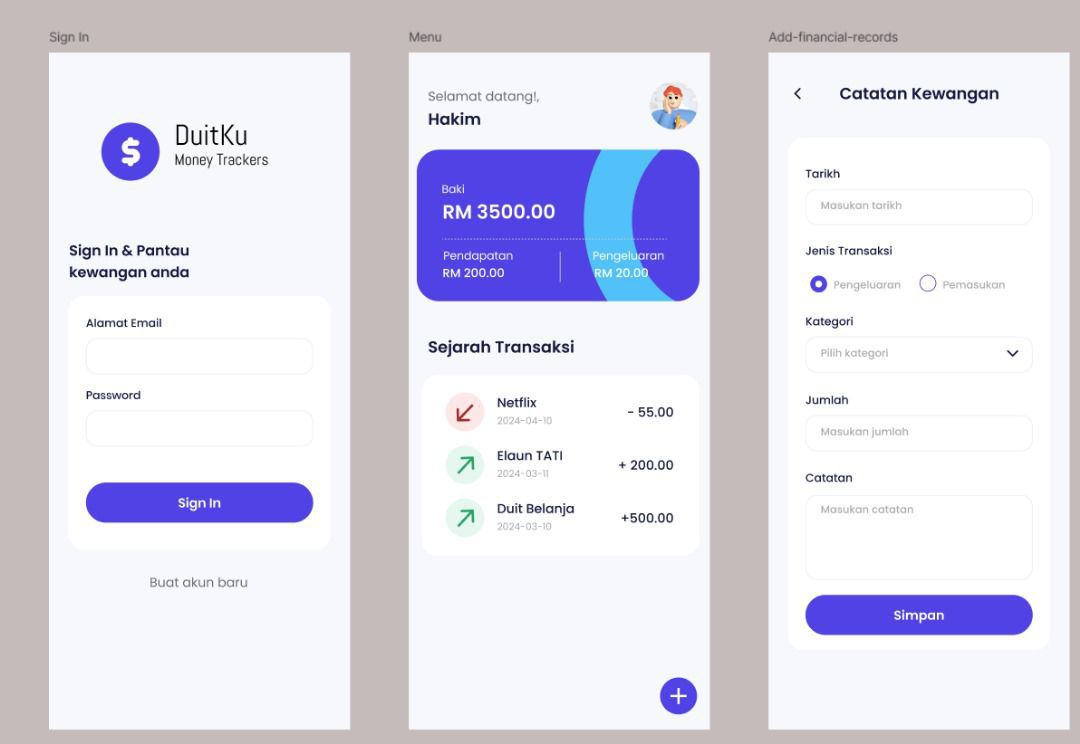 Sign In
DuitKu
Money Trackers
Sign In & Pantau
kewangan anda
Alamat Email
Password
Sign In
Buat akun baru
Menu
Selamat datang!,
Hakim
Baki
RM 3500.00
Pendapatan
RM 200.00
Pengeluaran
RM 20.00
Sejarah Transaksi
Netflix
- 55.00
2024-04-10
Elaun TATI
+ 200.00
2024-03-11
Duit Belanja
+500.00
2024-03-10
Add-financial-records
Catatan Kewangan
Tarikh
Masukan tarikh
Jenis Transaksi
Pengeluaran Pemasukan
Kategori
Pilih kategori
Jumlah
Masukan jumlah
Catatan
Masukan catatan
Simpan